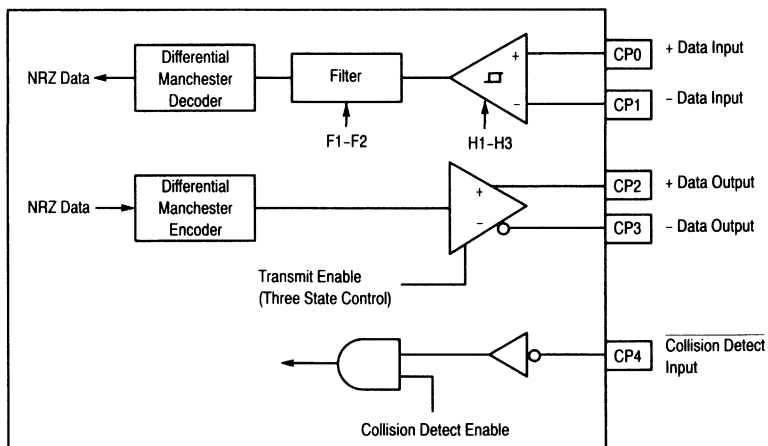 Differential
Manchester
Decoder
Filter
NRZ Data
+
−
CP0
+ Data Input
CP1
− Data Input
F1–F2
H1–H3
NRZ Data
Differential
Manchester
Encoder
+
−
CP2
+ Data Output
CP3
− Data Output
Transmit Enable
(Three State Control)
CP4
Collision Detect
Input
Collision Detect Enable